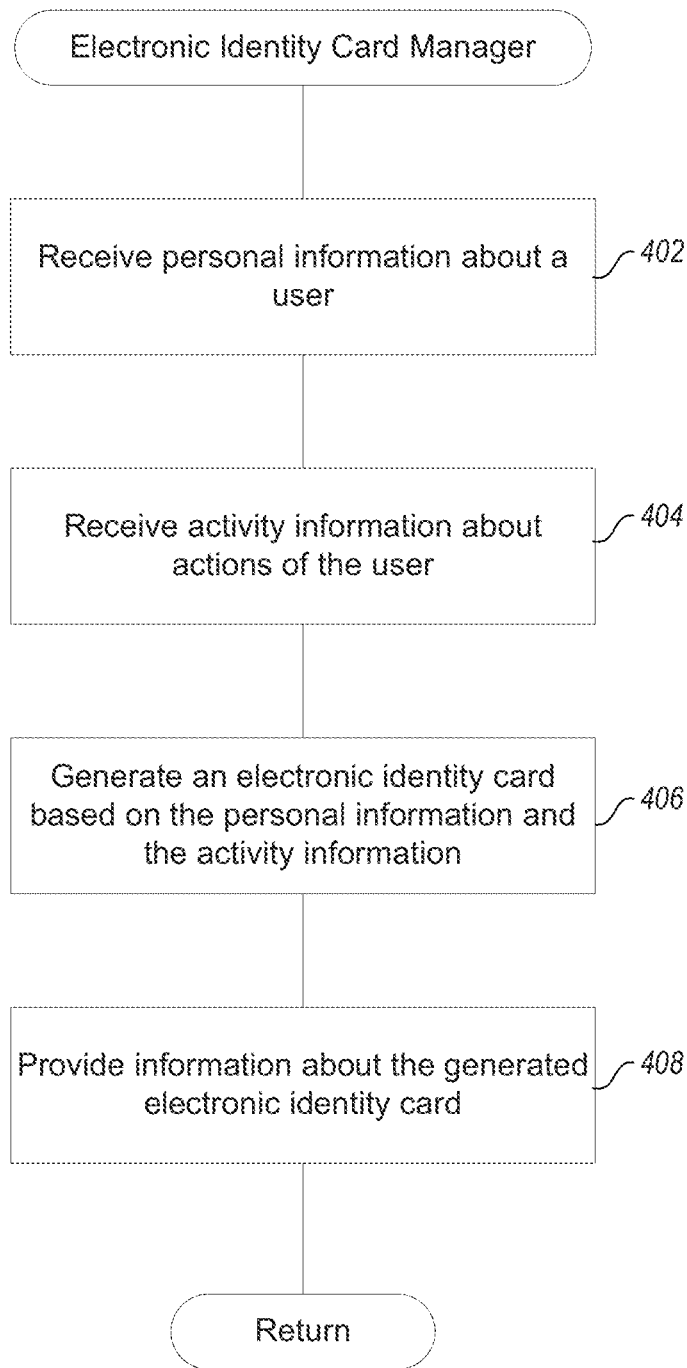 Electronic Identity Card Manager
Receive personal information about a
user
402
Receive activity information about
actions of the user
404
Generate an electronic identity card
based on the personal information and
the activity information
406
Provide information about the generated
electronic identity card
408
Return